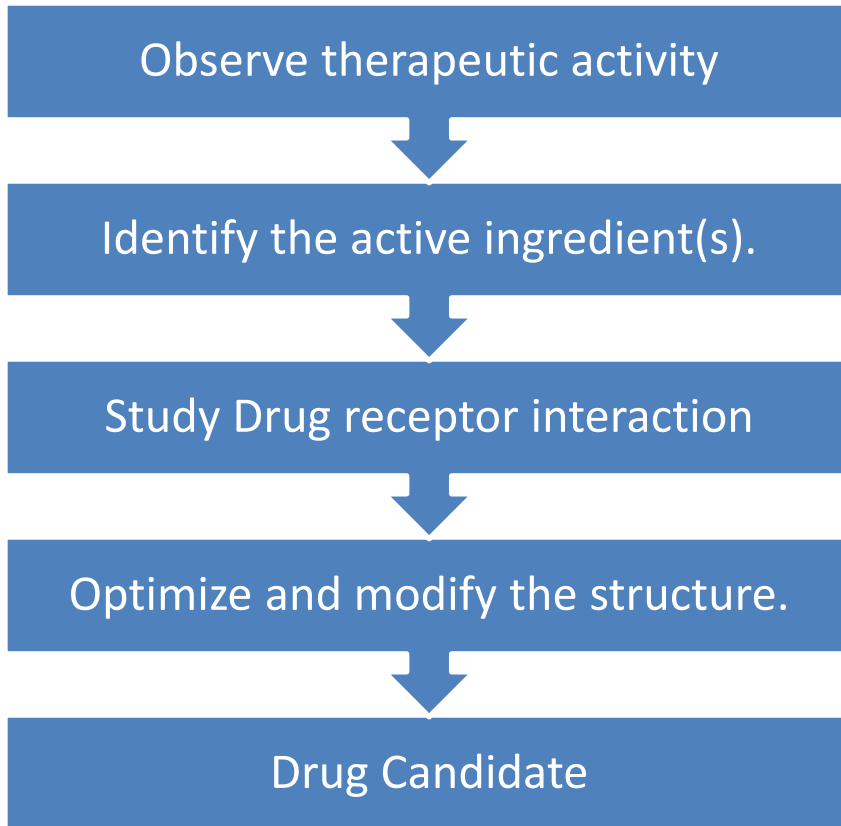 Observe therapeutic activity
Identify the active ingredient(s).
Study Drug receptor interaction
Optimize and modify the structure.
Drug Candidate